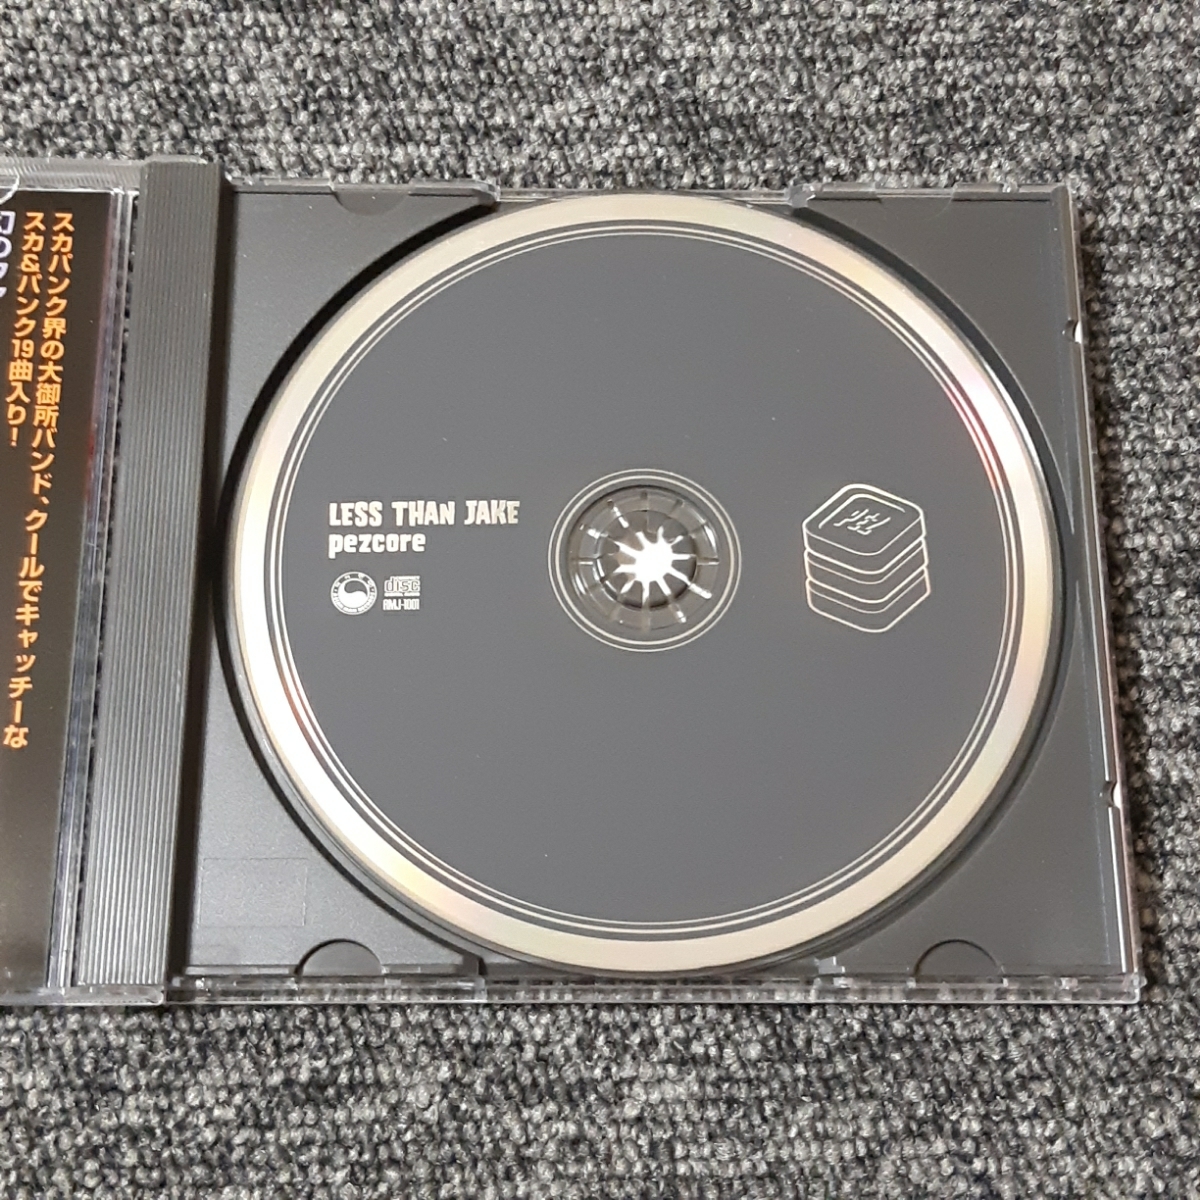 スカパンク界の大御所バンド、クールでキャッチーな
スカ&パンク19曲入り!
LESS THAN JAKE
pezcore
disc
RMJ-1001
PEZ